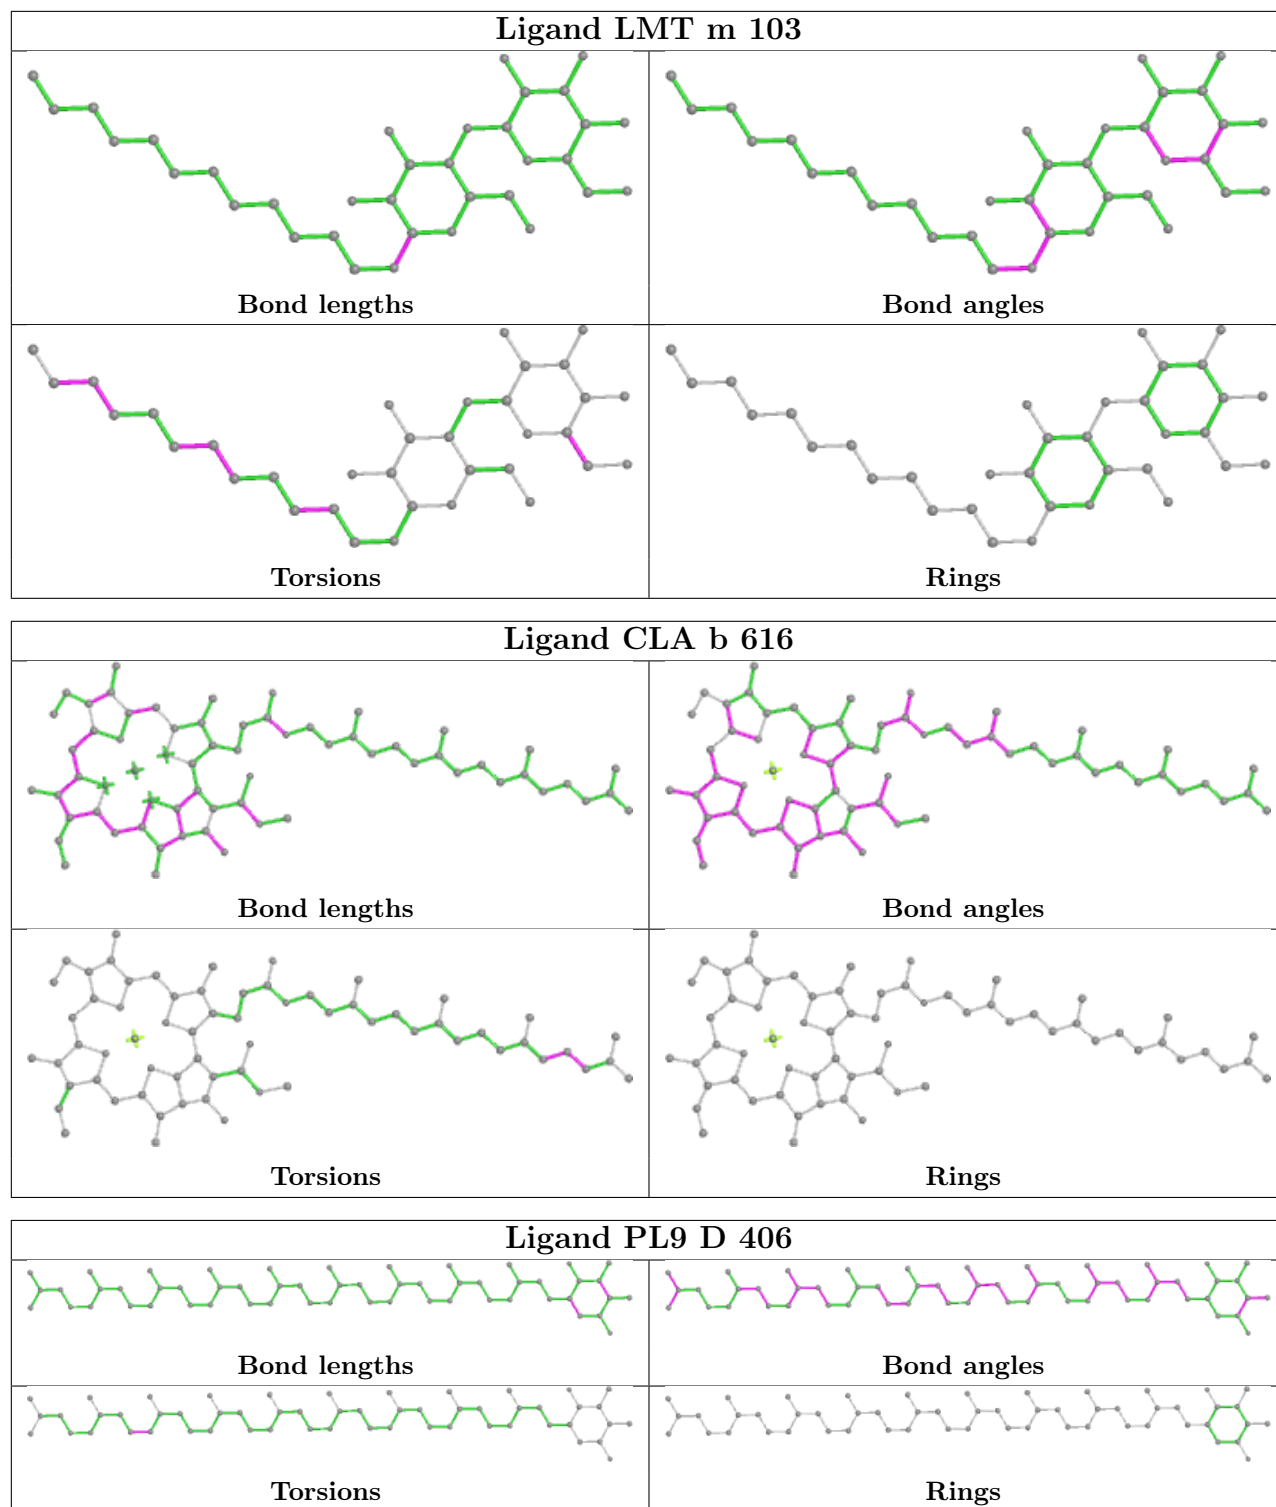 Ligand LMT m 103
Bond lengths
Bond angles
Torsions
Rings
Ligand CLA b 616
Bond lengths
Bond angles
Torsions
Rings
Ligand PL9 D 406
Bond lengths
Bond angles
Torsions
Rings